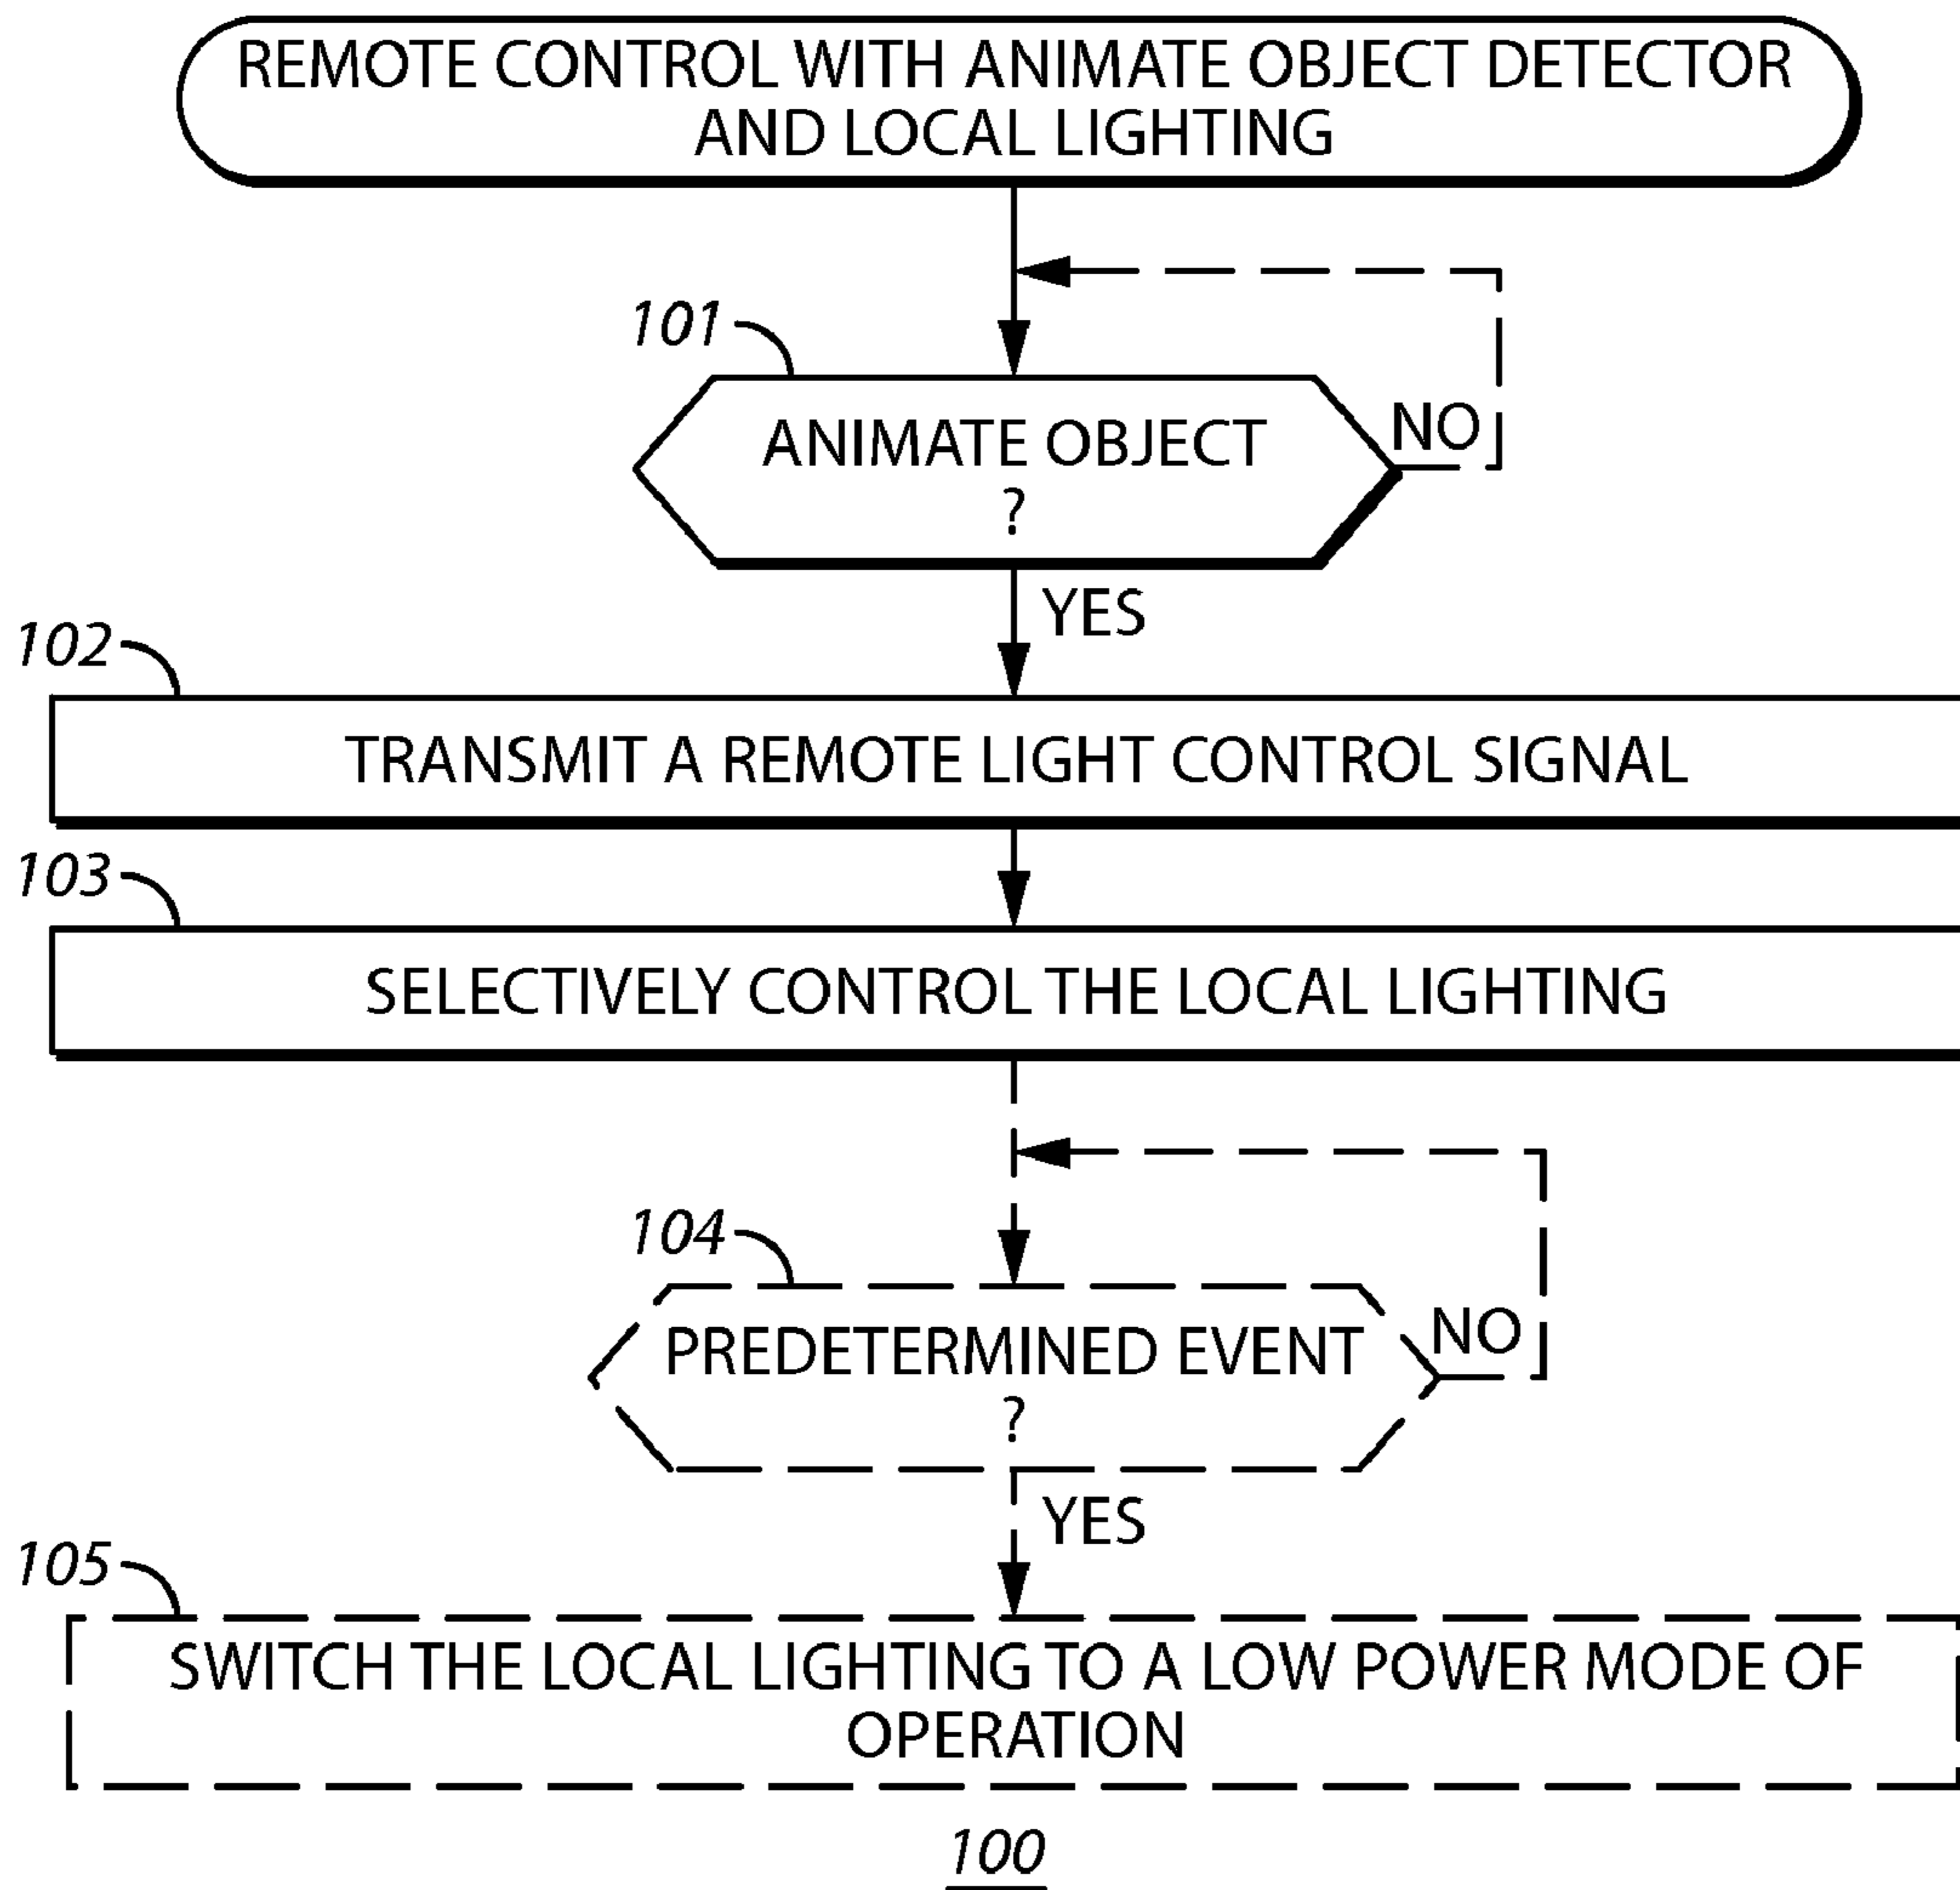 REMOTE CONTROL WITH ANIMATE OBJECT DETECTOR
AND LOCAL LIGHTING
101
ANIMATE OBJECT
?
NO
YES
102
TRANSMIT A REMOTE LIGHT CONTROL SIGNAL
103
SELECTIVELY CONTROL THE LOCAL LIGHTING
104
PREDETERMINED EVENT
?
NO
YES
105
SWITCH THE LOCAL LIGHTING TO A LOW POWER MODE OF
OPERATION
100